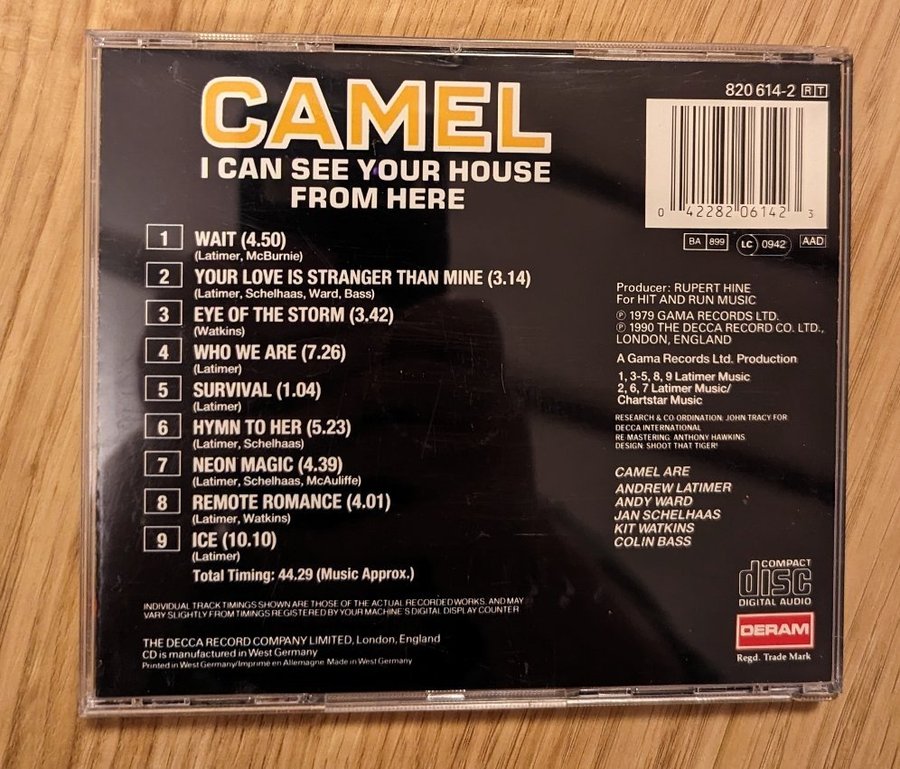 CAMEL
I CAN SEE YOUR HOUSE
FROM HERE
1 WAIT (4.50)
(Latimer, McBurnie)
2 YOUR LOVE IS STRANGER THAN MINE (3.14)
(Latimer, Schelhaas, Ward, Bass)
3 EYE OF THE STORM (3.42)
(Watkins)
4 WHO WE ARE (7.26)
(Latimer)
5 SURVIVAL (1.04)
(Latimer)
6 HYMN TO HER (5.23)
(Latimer, Schelhaas)
7 NEON MAGIC (4.39)
(Latimer, Schelhaas, McAuliffe)
8 REMOTE ROMANCE (4.01)
(Latimer, Watkins)
9 ICE (10.10)
(Latimer)
Total Timing: 44.29 (Music Approx.)
INDIVIDUAL TRACK TIMINGS SHOWN ARE THOSE OF THE ACTUAL RECORDED WORKS, AND MAY
VARY SLIGHTLY FROM TIMINGS REGISTERED BY YOUR MACHINE'S DIGITAL DISPLAY COUNTER
THE DECCA RECORD COMPANY LIMITED, London, England
CD is manufactured in West Germany
Printed in West Germany/Imprimé en Allemagne Made in West Germany
820 614-2 RT
0 42282 06142 3
BA 899 LC 0942 AAD
Producer: RUPERT HINE
For HIT AND RUN MUSIC
℗ 1979 GAMA RECORDS LTD.
℗ 1990 THE DECCA RECORD CO. LTD.,
LONDON, ENGLAND
A Gama Records Ltd. Production
1, 3-5, 8, 9 Latimer Music
2, 6, 7 Latimer Music/
Chartstar Music
RESEARCH & CO ORDINATION: JOHN TRACY FOR
DECCA INTERNATIONAL
RE MASTERING: ANTHONY HAWKINS
DESIGN: SHOOT THAT TIGER!
CAMEL ARE
ANDREW LATIMER
ANDY WARD
JAN SCHELHAAS
KIT WATKINS
COLIN BASS
COMPACT
disc
DIGITAL AUDIO
DERAM
Regd. Trade Mark